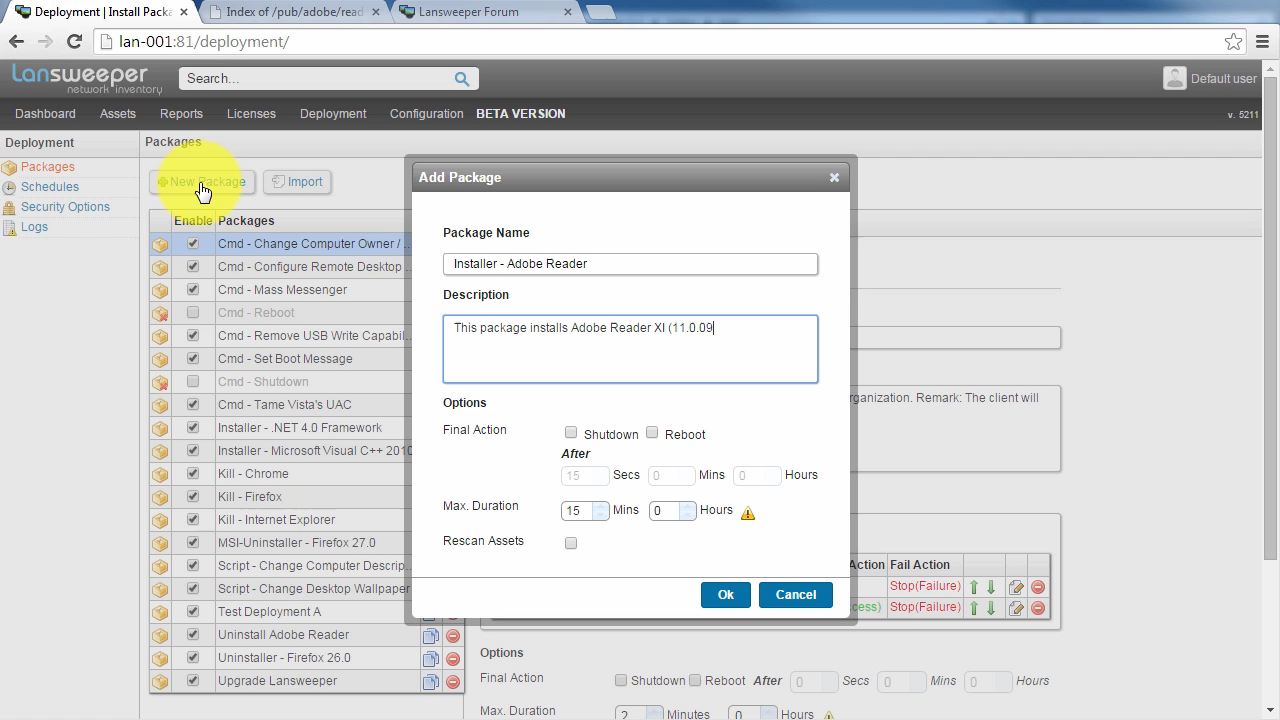 Deployment | Install Packa
Index of /pub/adobe/read
Lansweeper Forum
lan-001:81/deployment/
Lansweeper
network inventory
Search...
Default user
Dashboard
Assets
Reports
Licenses
Deployment
Configuration
BETA VERSION
v. 5211
Deployment
Packages
Schedules
Security Options
Logs
Packages
New Package
Import
Enable Packages
Cmd - Change Computer Owner / ...
Cmd - Configure Remote Desktop ...
Cmd - Mass Messenger
Cmd - Reboot
Cmd - Remove USB Write Capabil...
Cmd - Set Boot Message
Cmd - Shutdown
Cmd - Tame Vista's UAC
Installer - .NET 4.0 Framework
Installer - Microsoft Visual C++ 2010
Kill - Chrome
Kill - Firefox
Kill - Internet Explorer
MSI-Uninstaller - Firefox 27.0
Script - Change Computer Descrip...
Script - Change Desktop Wallpaper
Test Deployment A
Uninstall Adobe Reader
Uninstaller - Firefox 26.0
Upgrade Lansweeper
Add Package
Package Name
Installer - Adobe Reader
Description
This package installs Adobe Reader XI (11.0.09
Options
Final Action
Shutdown
Reboot
After
15 Secs 0 Mins 0 Hours
Max. Duration
15 Mins 0 Hours
Rescan Assets
Ok
Cancel
rganization. Remark: The client will
Action Fail Action
Stop(Failure)
cess) Stop(Failure)
Options
Final Action
Shutdown Reboot After 0 Secs 0 Mins 0 Hours
Max. Duration
2 Minutes 0 Hours